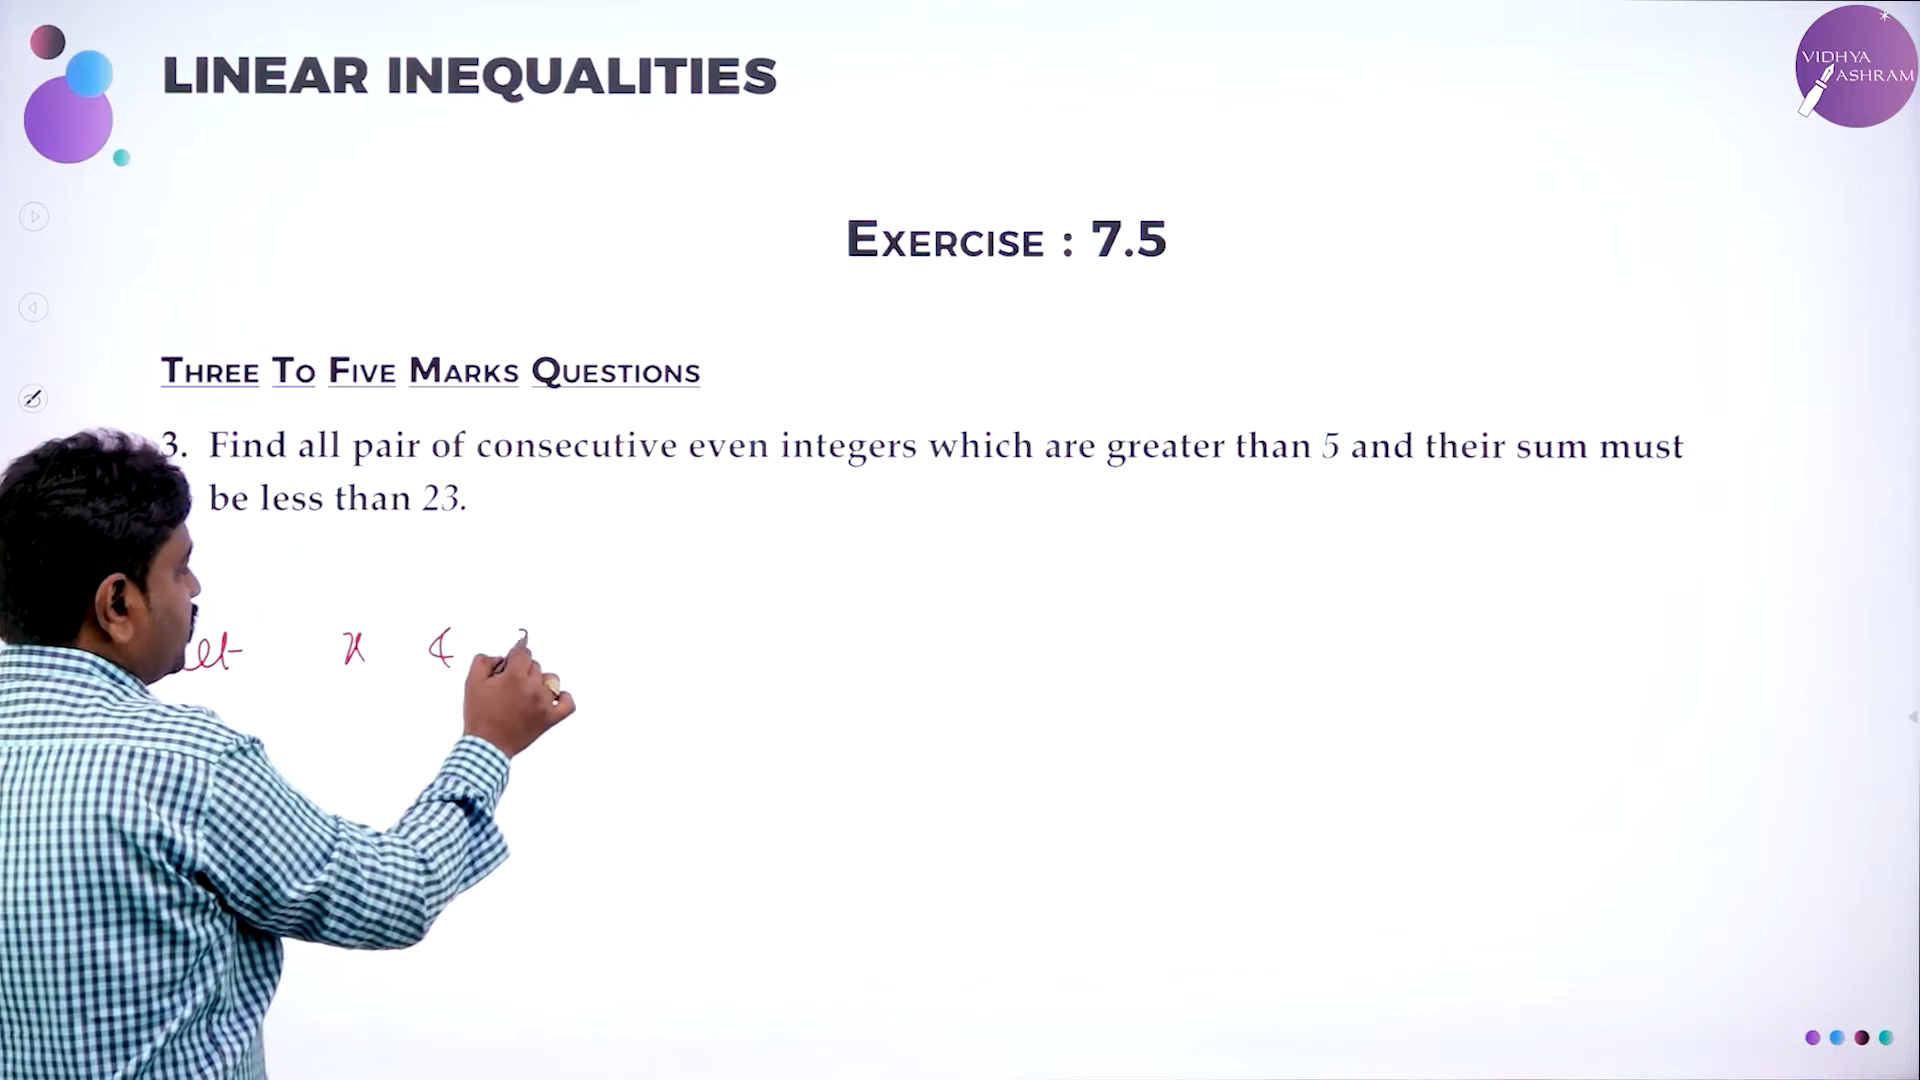 LINEAR INEQUALITIES
VIDHYA
ASHRAM
EXERCISE : 7.5
THREE TO FIVE MARKS QUESTIONS
3. Find all pair of consecutive even integers which are greater than 5 and their sum must
be less than 23.
x &